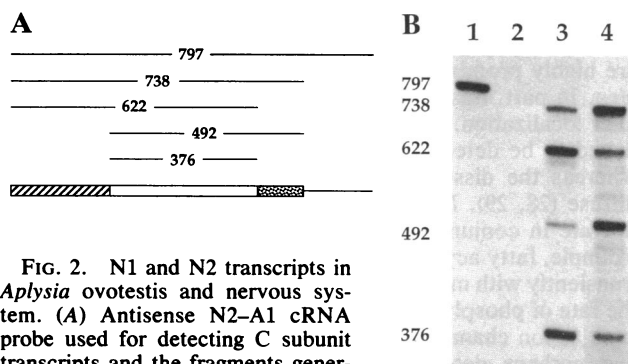 A
797
738
622
492
376
FIG. 2. N1 and N2 transcripts in
Aplysia ovotestis and nervous sys-
tem. (A) Antisense N2–A1 cRNA
probe used for detecting C subunit
transcripts and the fragments gener-
B
1 2 3 4
797
738
622
492
376